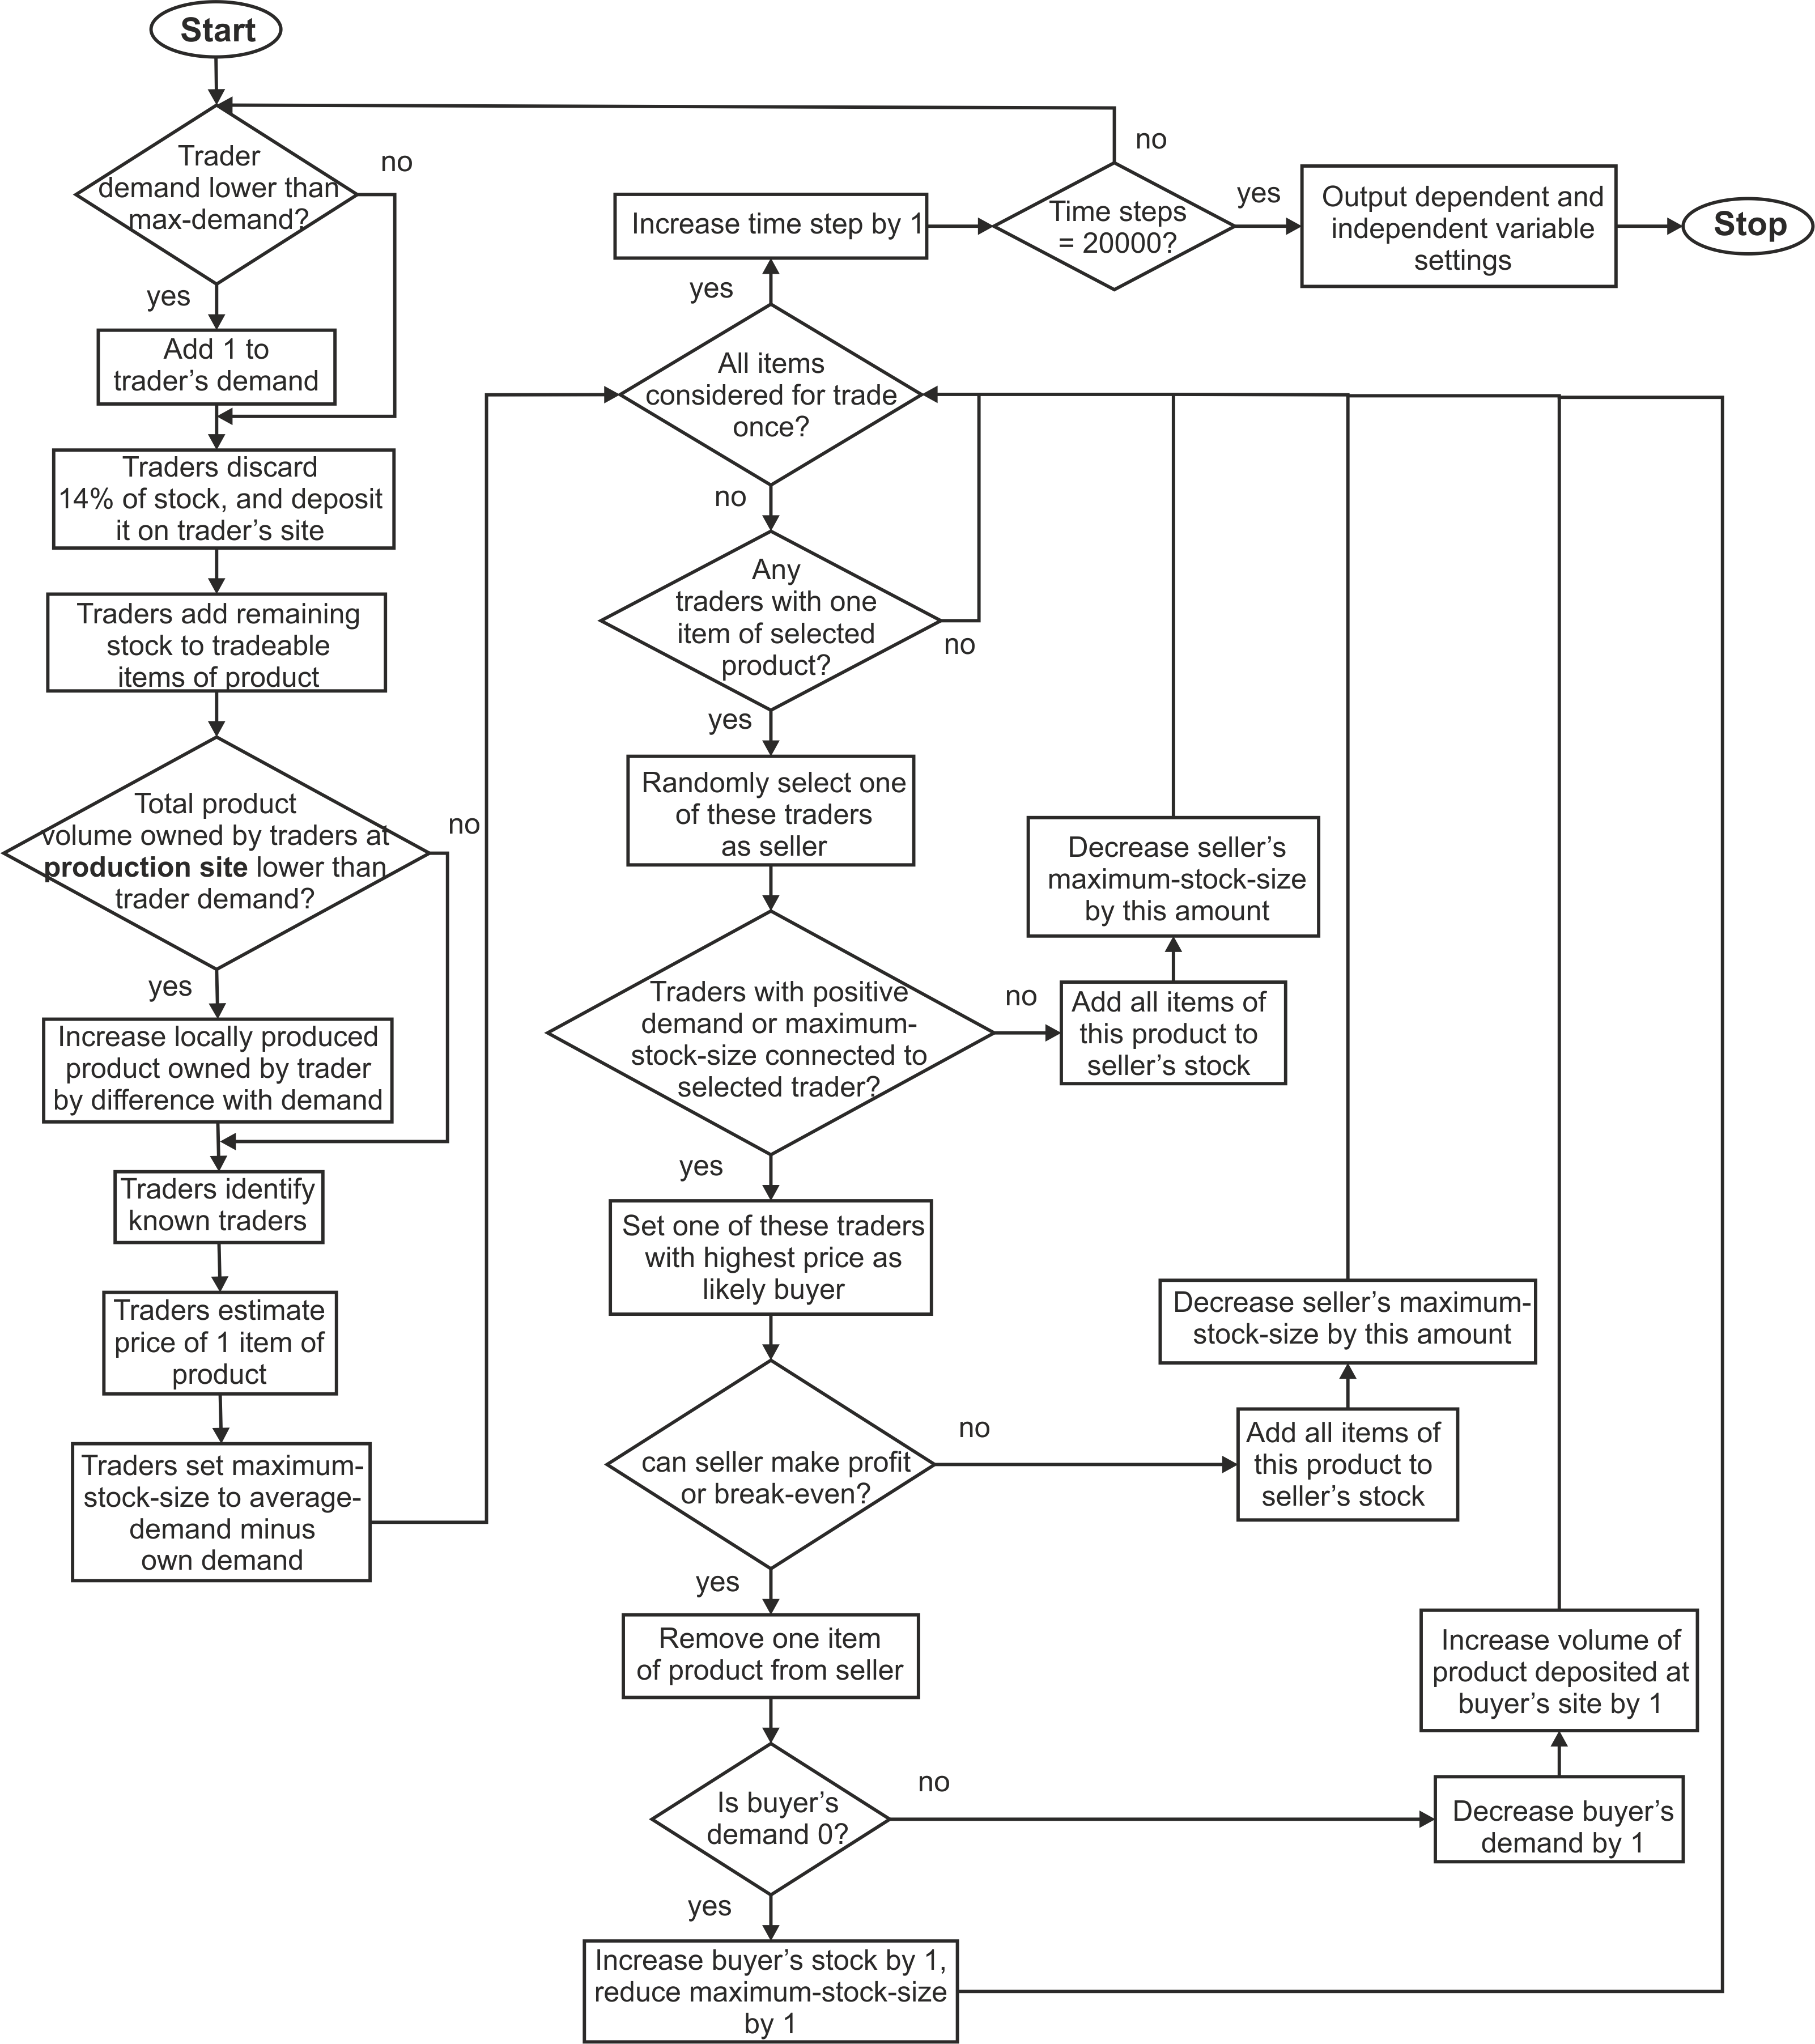 Start
Trader
demand lower than
max-demand?
no
yes
Add 1 to
trader’s demand
Traders discard
14% of stock, and deposit
it on trader’s site
Traders add remaining
stock to tradeable
items of product
Total product
volume owned by traders at
production site lower than
trader demand?
no
yes
Increase locally produced
product owned by trader
by difference with demand
Traders identify
known traders
Traders estimate
price of 1 item of
product
Traders set maximum-
stock-size to average-
demand minus
own demand
All items
considered for trade
once?
yes
Increase time step by 1
Time steps
= 20000?
no
yes
Output dependent and
independent variable
settings
Stop
no
Any
traders with one
item of selected
product?
no
yes
Randomly select one
of these traders
as seller
Traders with positive
demand or maximum-
stock-size connected to
selected trader?
no
Add all items of
this product to
seller’s stock
Decrease seller’s
maximum-stock-size
by this amount
yes
Set one of these traders
with highest price as
likely buyer
can seller make profit
or break-even?
no
Add all items of
this product to
seller’s stock
Decrease seller’s maximum-
stock-size by this amount
yes
Remove one item
of product from seller
Is buyer’s
demand 0?
no
Decrease buyer’s
demand by 1
Increase volume of
product deposited at
buyer’s site by 1
yes
Increase buyer’s stock by 1,
reduce maximum-stock-size
by 1